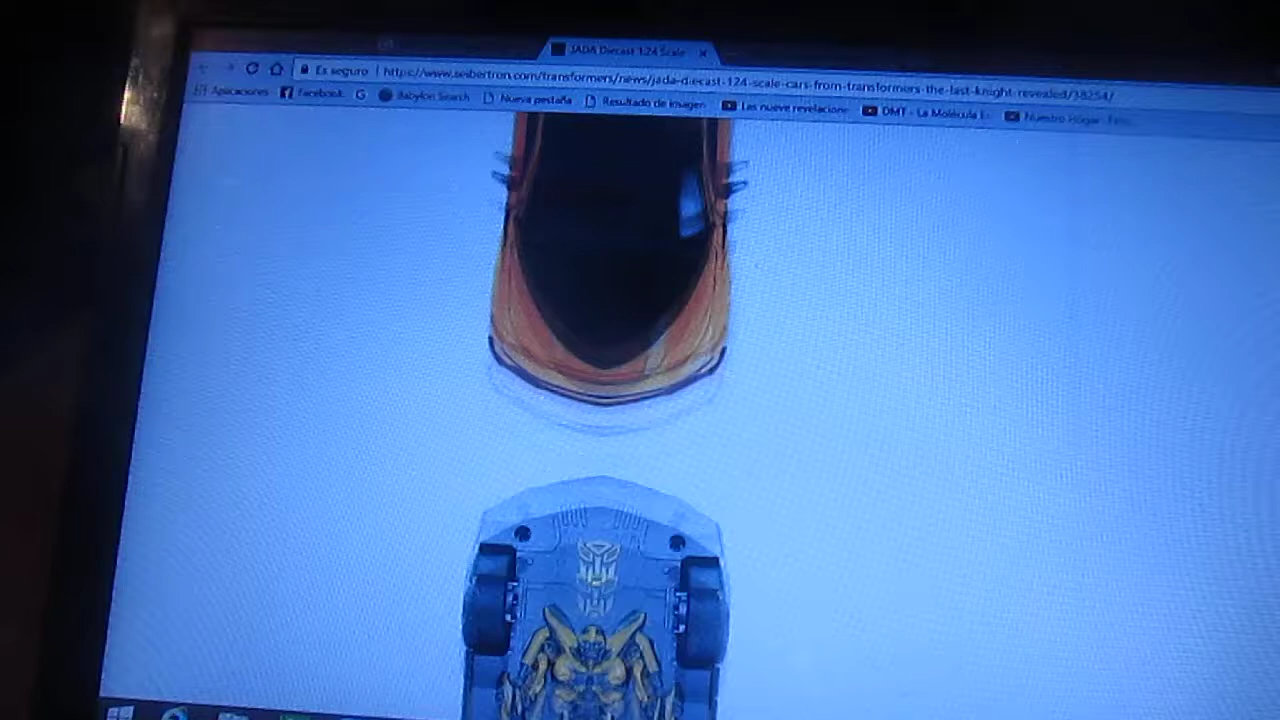 JADA Diecast 1:24 Scale
Es seguro | https://www.seibertron.com/transformers/news/jada-diecast-124-scale-cars-from-transformers-the-last-knight-revealed/38254/
Aplicaciones Facebook G Babylon Search Nueva pestaña Resultado de imagen Las nueve revelacione DMT - La Molécula E Nuestro Hogar